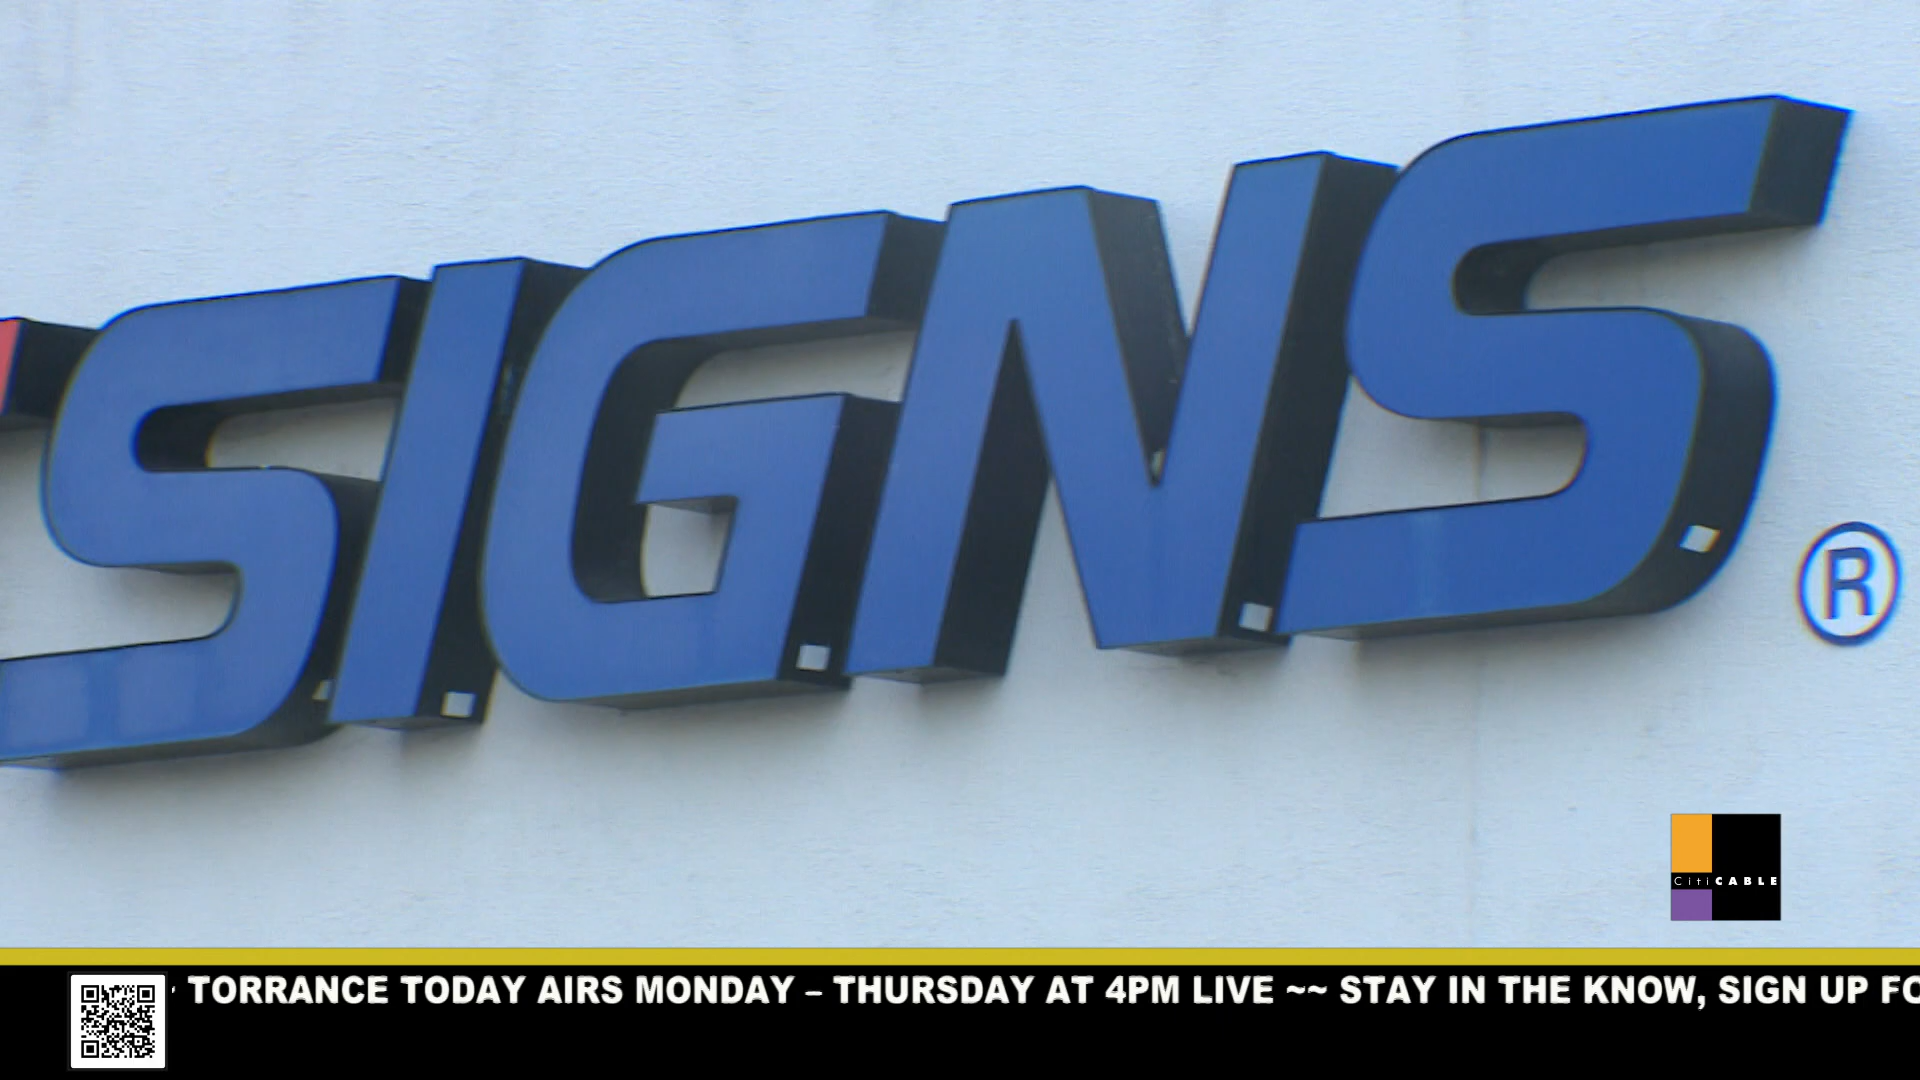 SIGNS
®
CitiCABLE
TORRANCE TODAY AIRS MONDAY – THURSDAY AT 4PM LIVE ~~ STAY IN THE KNOW, SIGN UP FO